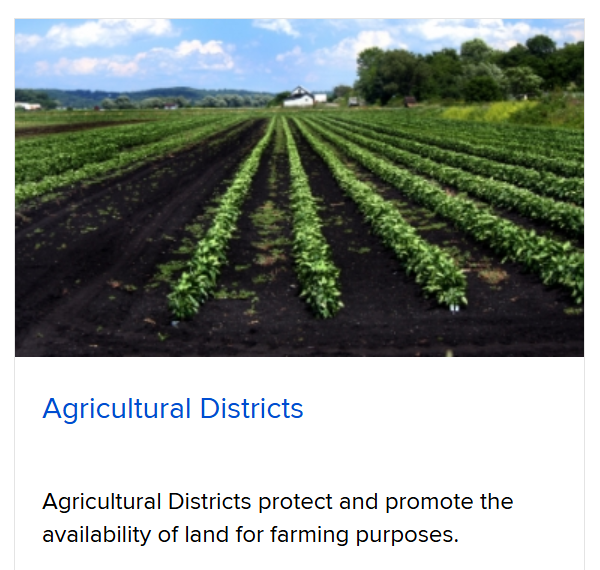 Agricultural Districts
Agricultural Districts protect and promote the
availability of land for farming purposes.